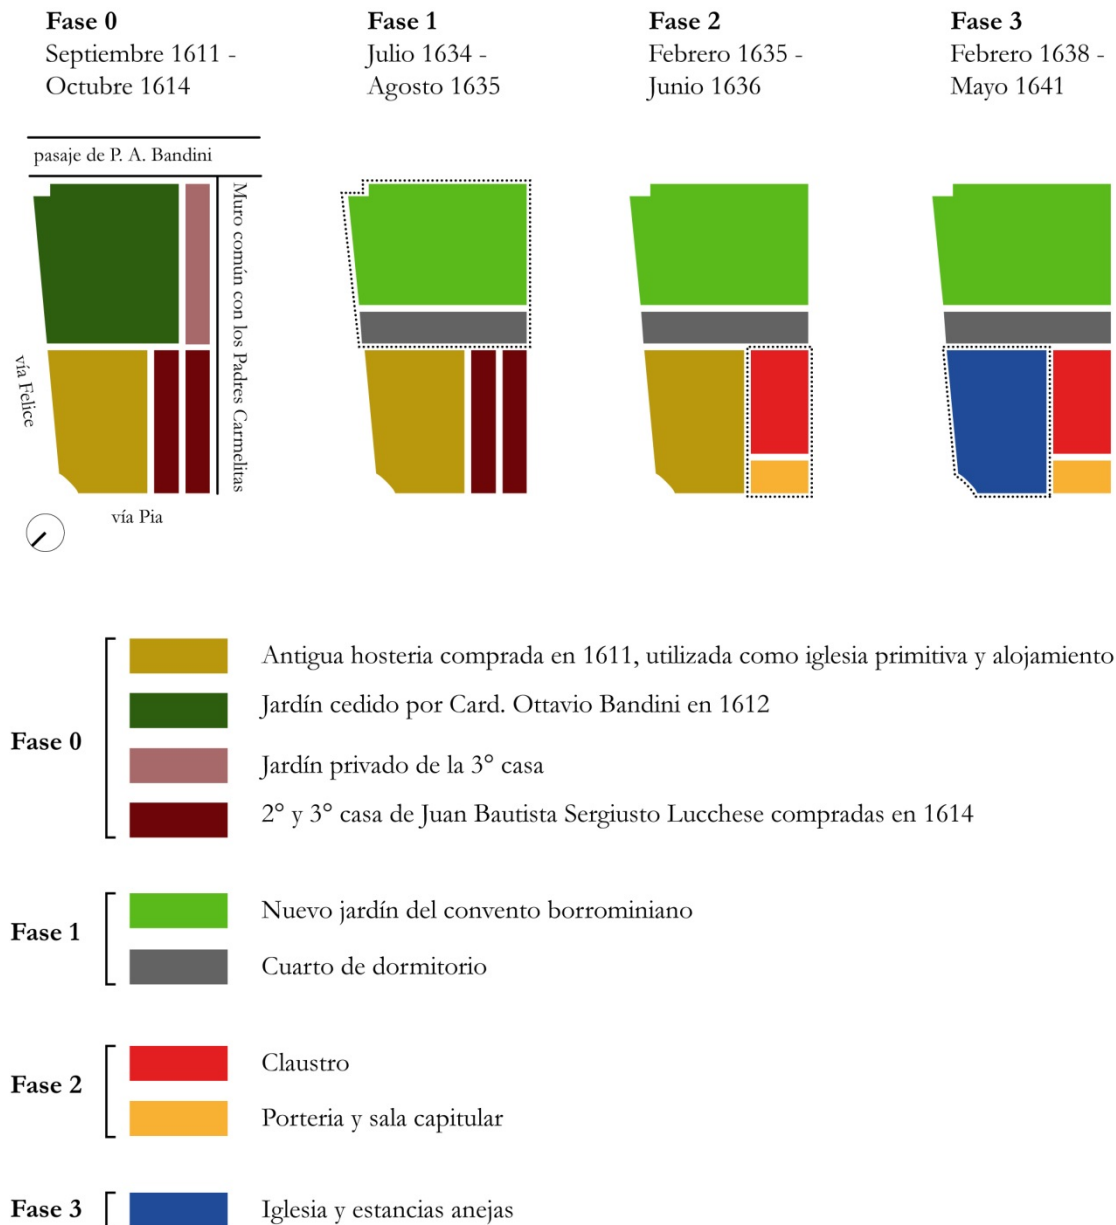 Fase 0
Septiembre 1611 -
Octubre 1614
Fase 1
Julio 1634 -
Agosto 1635
Fase 2
Febrero 1635 -
Junio 1636
Fase 3
Febrero 1638 -
Mayo 1641
pasaje de P. A. Bandini
Muro común con los Padres Carmelitas
vía Felice
vía Pia
Fase 0
Antigua hosteria comprada en 1611, utilizada como iglesia primitiva y alojamiento
Jardín cedido por Card. Ottavio Bandini en 1612
Jardín privado de la 3° casa
2° y 3° casa de Juan Bautista Sergiusto Lucchese compradas en 1614
Fase 1
Nuevo jardín del convento borrominiano
Cuarto de dormitorio
Fase 2
Claustro
Porteria y sala capitular
Fase 3
Iglesia y estancias anejas